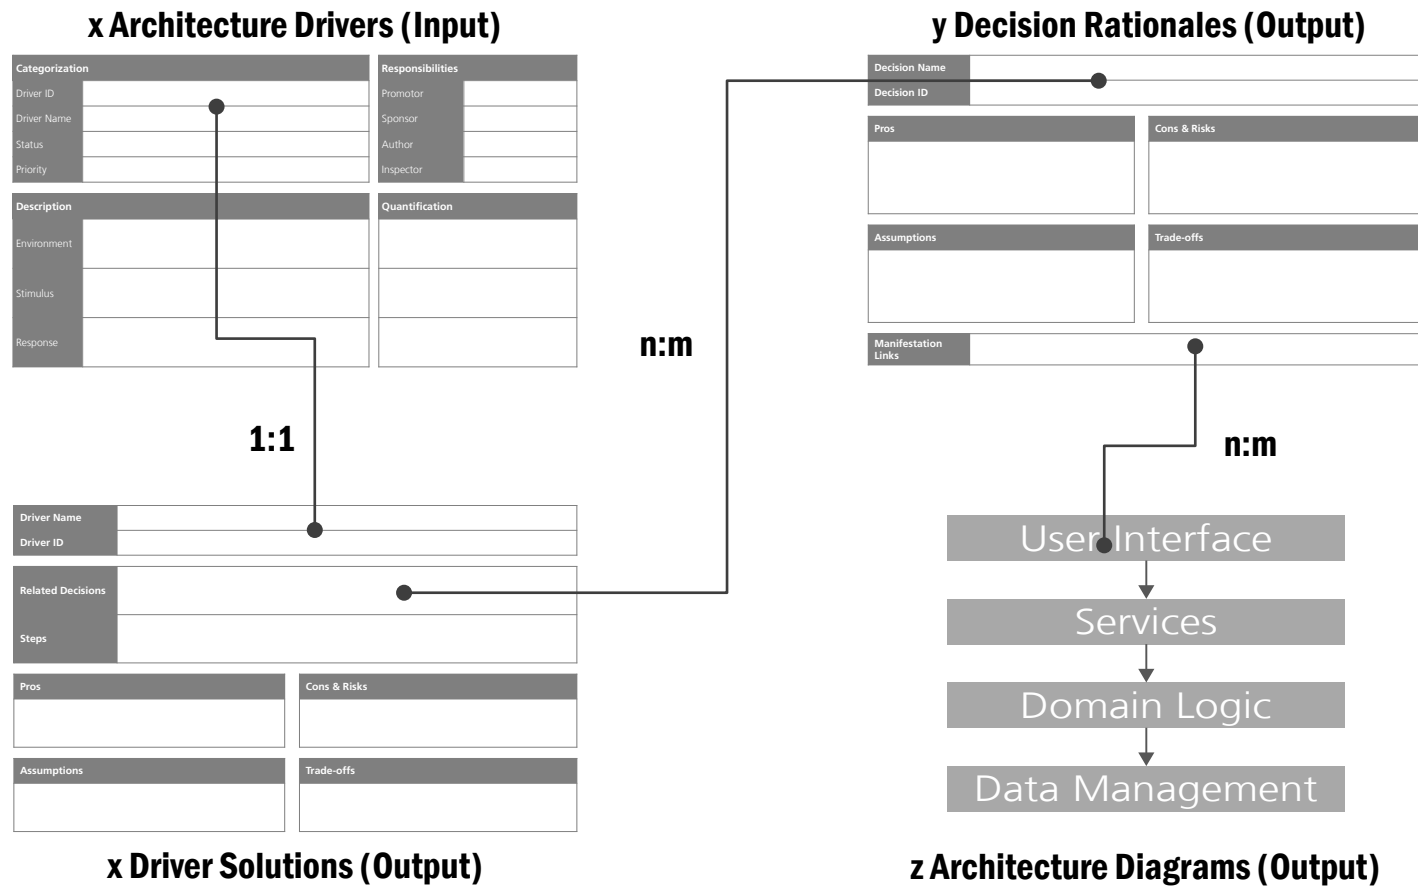 x Architecture Drivers (Input)
Categorization
Driver ID
Driver Name
Status
Priority
Responsibilities
Promotor
Sponsor
Author
Inspector
Description
Environment
Stimulus
Response
Quantification
1:1
n:m
y Decision Rationales (Output)
Decision Name
Decision ID
Pros
Cons & Risks
Assumptions
Trade-offs
Manifestation
Links
n:m
Driver Name
Driver ID
Related Decisions
Steps
Pros
Cons & Risks
Assumptions
Trade-offs
x Driver Solutions (Output)
User Interface
Services
Domain Logic
Data Management
z Architecture Diagrams (Output)